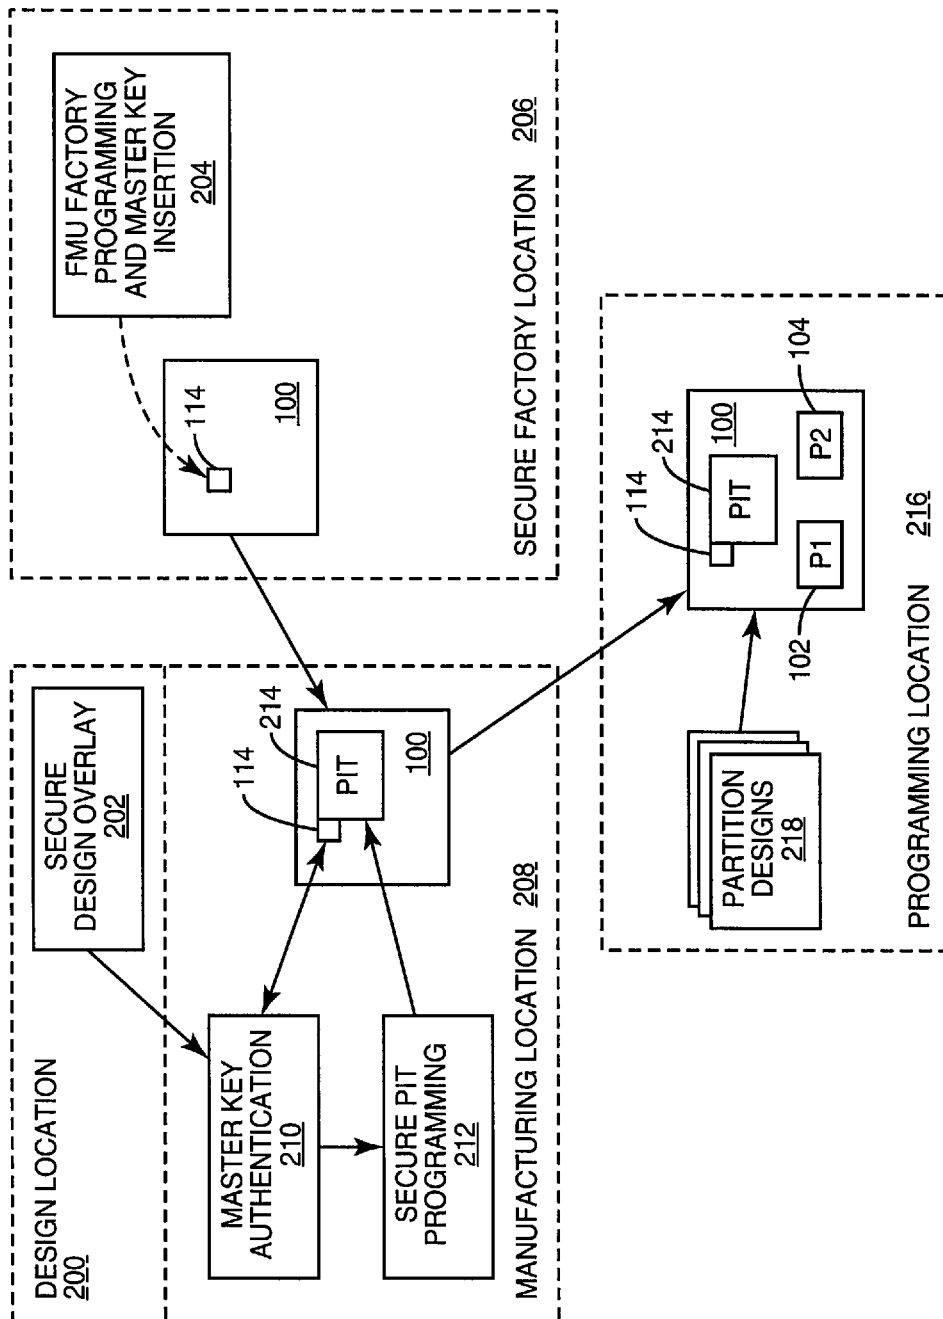 DESIGN LOCATION
200
SECURE
DESIGN OVERLAY
202
MASTER KEY
AUTHENTICATION
210
SECURE PIT
PROGRAMMING
212
114
214
PIT
100
MANUFACTURING LOCATION 208
FMU FACTORY
PROGRAMMING
AND MASTER KEY
INSERTION
204
114
100
SECURE FACTORY LOCATION 206
PARTITION
DESIGNS
218
114
214
100
PIT
P1
P2
102
104
PROGRAMMING LOCATION 216